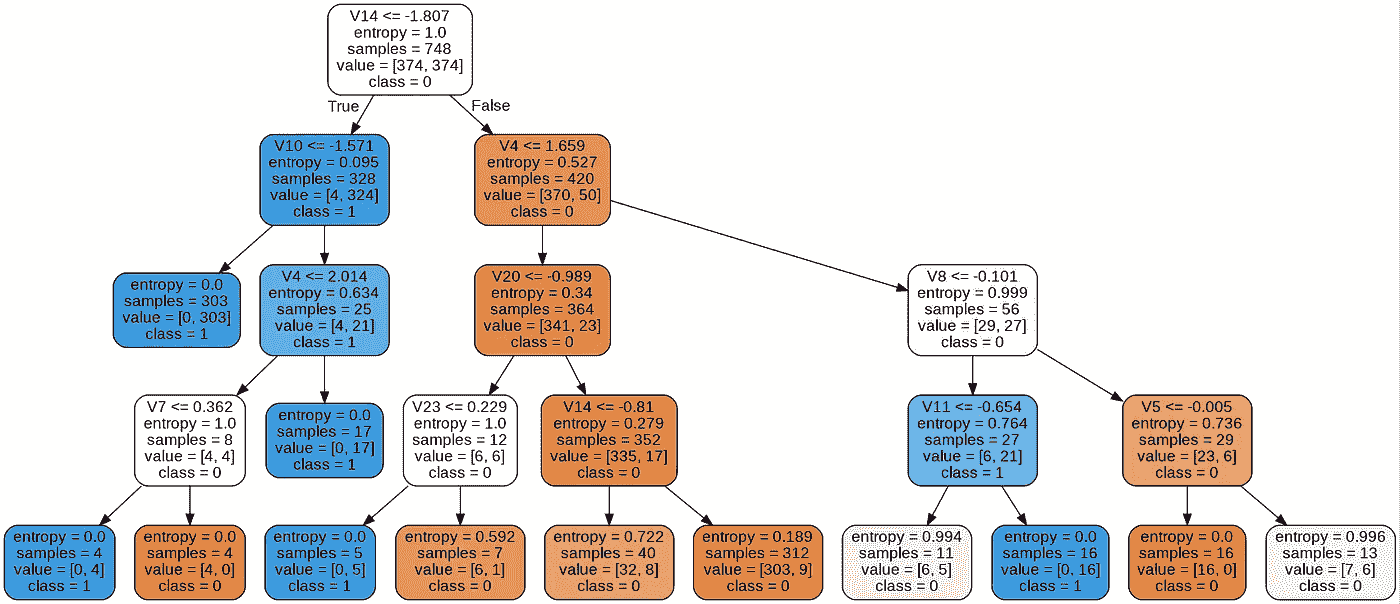 V14 <= -1.807
entropy = 1.0
samples = 748
value = [374, 374]
class = 0
True
False
V10 <= -1.571
entropy = 0.095
samples = 328
value = [4, 324]
class = 1
V4 <= 1.659
entropy = 0.527
samples = 420
value = [370, 50]
class = 0
entropy = 0.0
samples = 303
value = [0, 303]
class = 1
V4 <= 2.014
entropy = 0.634
samples = 25
value = [4, 21]
class = 1
V20 <= -0.989
entropy = 0.34
samples = 364
value = [341, 23]
class = 0
V8 <= -0.101
entropy = 0.999
samples = 56
value = [29, 27]
class = 0
V7 <= 0.362
entropy = 1.0
samples = 8
value = [4, 4]
class = 0
entropy = 0.0
samples = 17
value = [0, 17]
class = 1
V23 <= 0.229
entropy = 1.0
samples = 12
value = [6, 6]
class = 0
V14 <= -0.81
entropy = 0.279
samples = 352
value = [335, 17]
class = 0
V11 <= -0.654
entropy = 0.764
samples = 27
value = [6, 21]
class = 1
V5 <= -0.005
entropy = 0.736
samples = 29
value = [23, 6]
class = 0
entropy = 0.0
samples = 4
value = [0, 4]
class = 1
entropy = 0.0
samples = 4
value = [4, 0]
class = 0
entropy = 0.0
samples = 5
value = [0, 5]
class = 1
entropy = 0.592
samples = 7
value = [6, 1]
class = 0
entropy = 0.722
samples = 40
value = [32, 8]
class = 0
entropy = 0.189
samples = 312
value = [303, 9]
class = 0
entropy = 0.994
samples = 11
value = [6, 5]
class = 0
entropy = 0.0
samples = 16
value = [0, 16]
class = 1
entropy = 0.0
samples = 16
value = [16, 0]
class = 0
entropy = 0.996
samples = 13
value = [7, 6]
class = 0